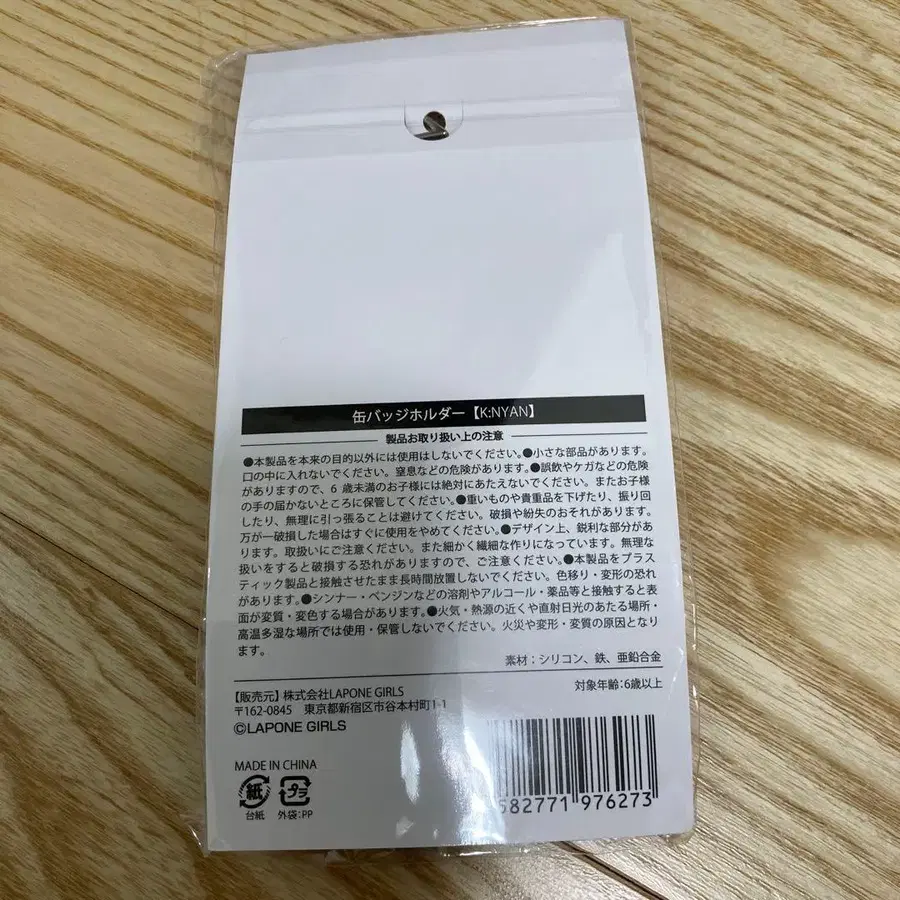 缶バッジホルダー【K:NYAN】
製品お取り扱い上の注意
●本製品を本来の目的以外には使用はしないでください。●小さな部品があります。
口の中に入れないでください。窒息などの危険があります。●誤飲やケガなどの危険
がありますので、6 歳未満のお子様には絶対にあたえないでください。またお子様
の手の届かないところに保管してください。●重いものや貴重品を下げたり、振り回
したり、無理に引っ張ることは避けてください。破損や紛失のおそれがあります。
万が一破損した場合はすぐに使用をやめてください。●デザイン上、鋭利な部分があ
ります。取扱いにご注意ください。また細かく繊細な作りになっています。無理な
扱いをすると破損する恐れがありますので、ご注意ください。●本製品をプラス
ティック製品と接触させたまま長時間放置しないでください。色移り・変形の恐れ
があります。●シンナー・ベンジンなどの溶剤やアルコール・薬品等と接触すると表
面が変質・変色する場合があります。●火気・熱源の近くや直射日光のあたる場所・
高温多湿な場所では使用・保管しないでください。火災や変形・変質の原因となり
ます。
素材：シリコン、鉄、亜鉛合金
対象年齢:6歳以上
【販売元】株式会社LAPONE GIRLS
〒162-0845 東京都新宿区市谷本村町1-1
©LAPONE GIRLS
MADE IN CHINA
紙
プラ
台紙
外袋:PP
582771 976273